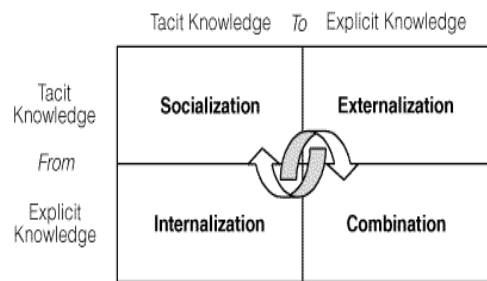 Tacit Knowledge To Explicit Knowledge
Tacit
Knowledge
Socialization Externalization
From
Explicit
Knowledge
Internalization Combination